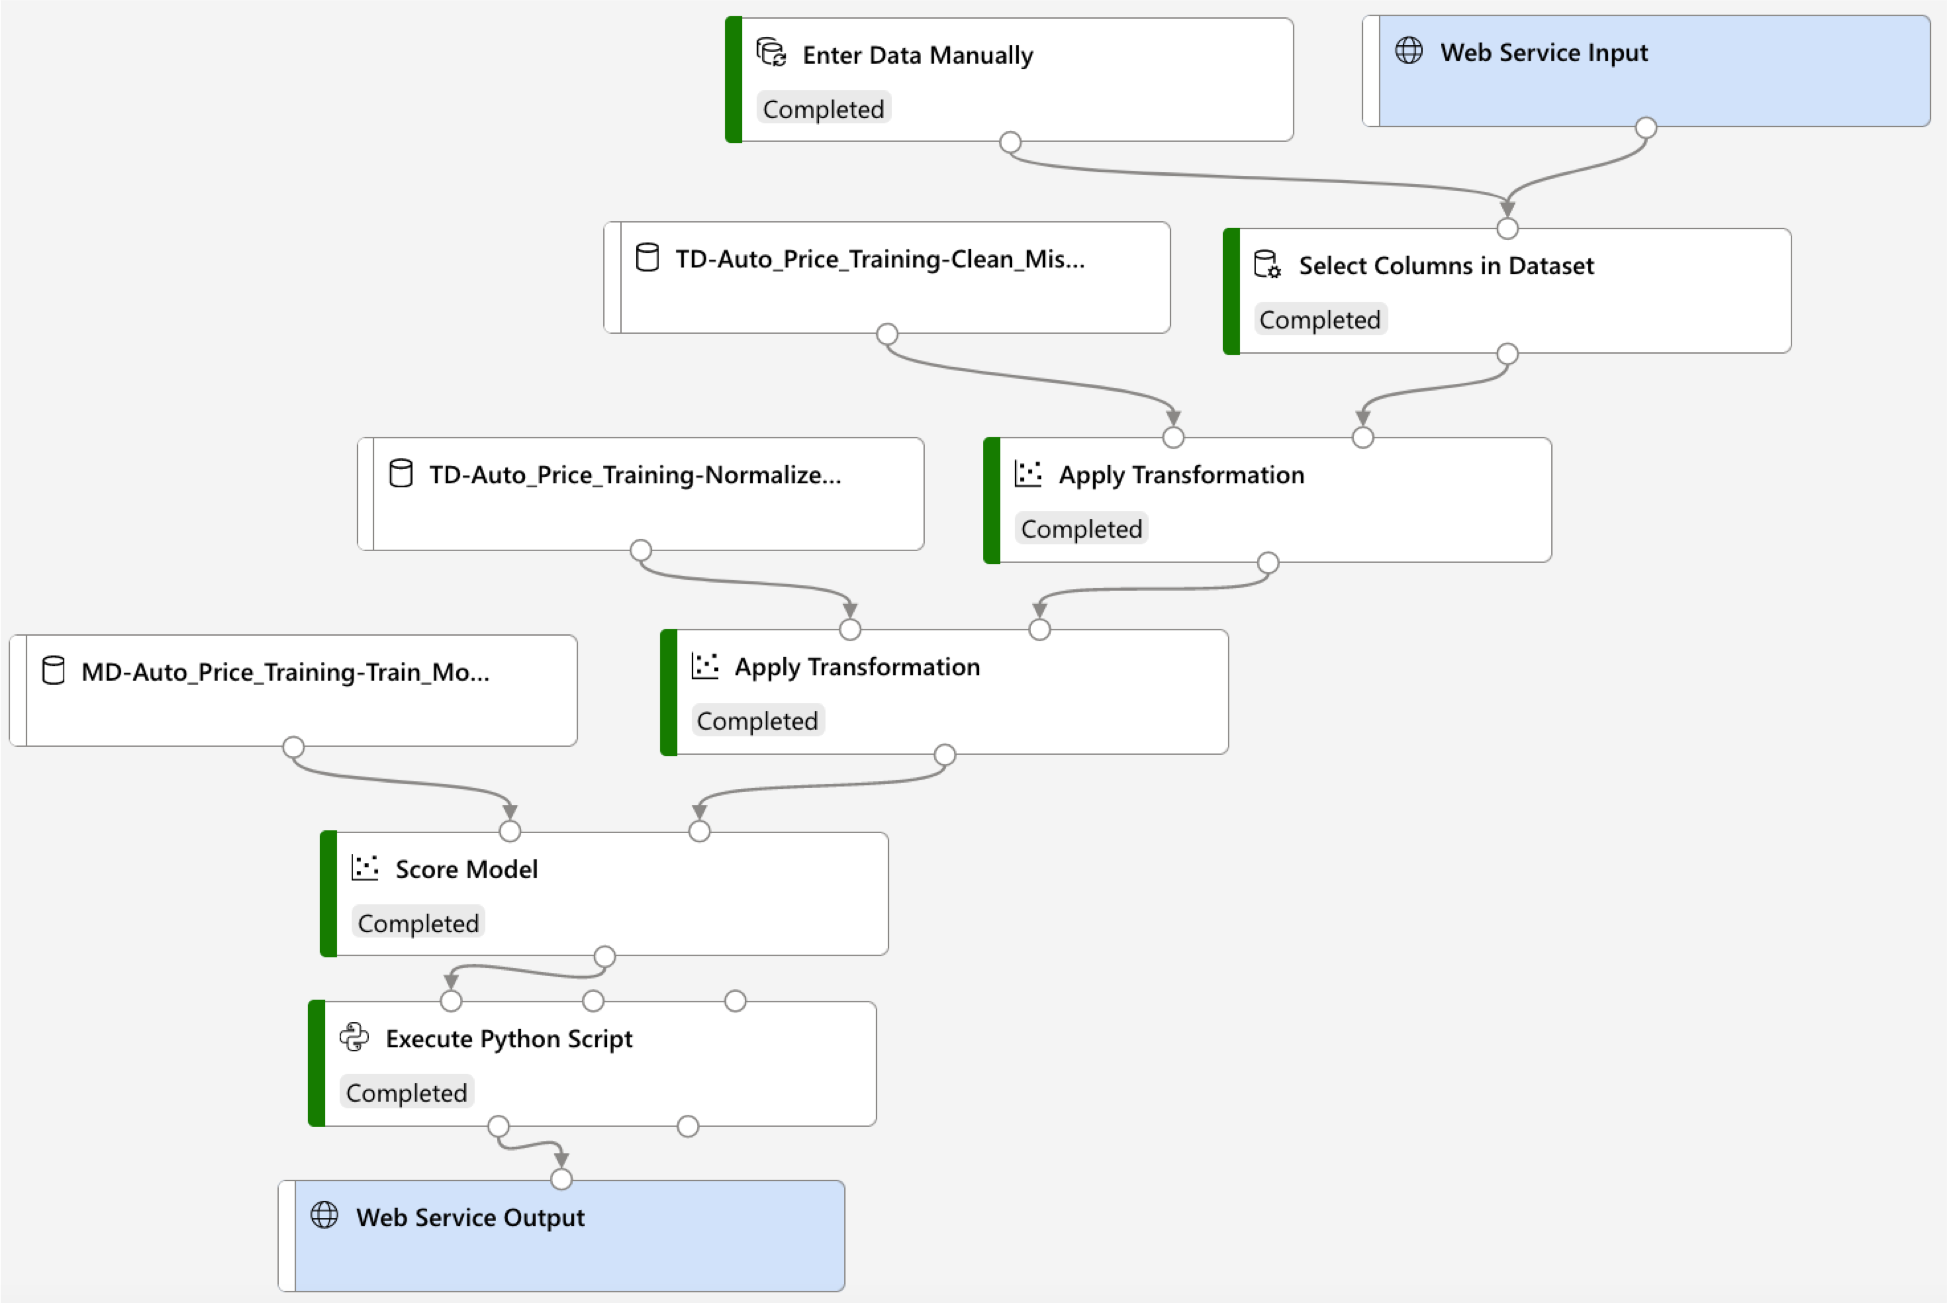 Enter Data Manually
Completed
Web Service Input
TD-Auto_Price_Training-Clean_Mis...
Select Columns in Dataset
Completed
TD-Auto_Price_Training-Normalize...
Apply Transformation
Completed
MD-Auto_Price_Training-Train_Mo...
Apply Transformation
Completed
Score Model
Completed
Execute Python Script
Completed
Web Service Output